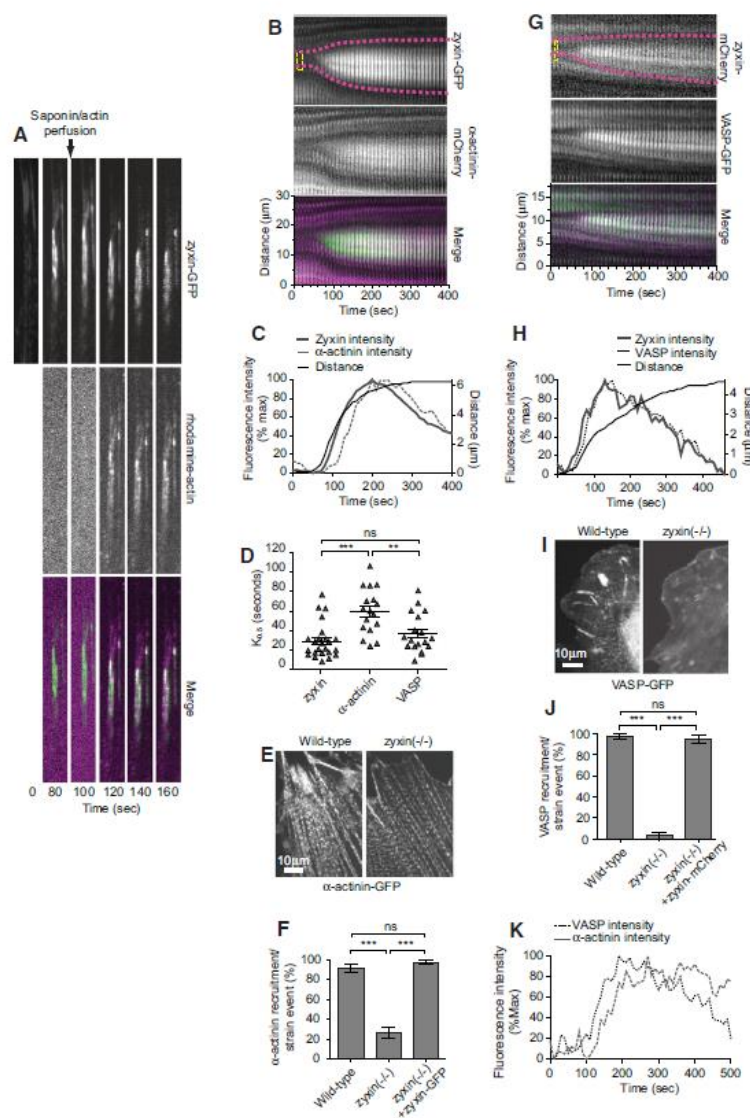 A
Saponin/actin
perfusion
zyxin-GFP
rhodamine-actin
Merge
0 80 100 120 140 160
Time (sec)
B
zyxin-GFP
α-actinin-
mCherry
Merge
Distance (μm)
30
20
10
0
0 100 200 300 400
Time (sec)
C
Zyxin intensity
α-actinin intensity
Distance
Fluorescence intensity
(% max)
100
80
60
40
20
0
6
4
2
0
Distance (μm)
0 100 200 300 400
Time (sec)
D
ns
*** **
K0.5 (seconds)
120
100
80
60
40
20
0
zyxin
α-actinin
VASP
E
Wild-type zyxin(-/-)
10μm
α-actinin-GFP
F
ns
*** ***
α-actinin recruitment/
strain event (%)
100
80
60
40
20
0
Wild-type
zyxin(-/-)
zyxin(-/-)
+zyxin-GFP
G
zyxin-
mCherry
VASP-GFP
Merge
Distance (μm)
15
10
5
0
0 100 200 300 400
Time (sec)
H
Zyxin intensity
VASP intensity
Distance
Fluorescence intensity
(% max)
100
80
60
40
20
0
4
3
2
1
0
Distance (μm)
100 200 300 400
Time (sec)
I
Wild-type zyxin(-/-)
10μm
VASP-GFP
J
ns
*** ***
VASP recruitment/
strain event (%)
100
80
60
40
20
0
Wild-type
zyxin(-/-)
zyxin(-/-)
+zyxin-mCherry
K
VASP intensity
α-actinin intensity
Fluorescence intensity
(%Max)
100
80
60
40
20
0
0 100 200 300 400 500
Time (sec)